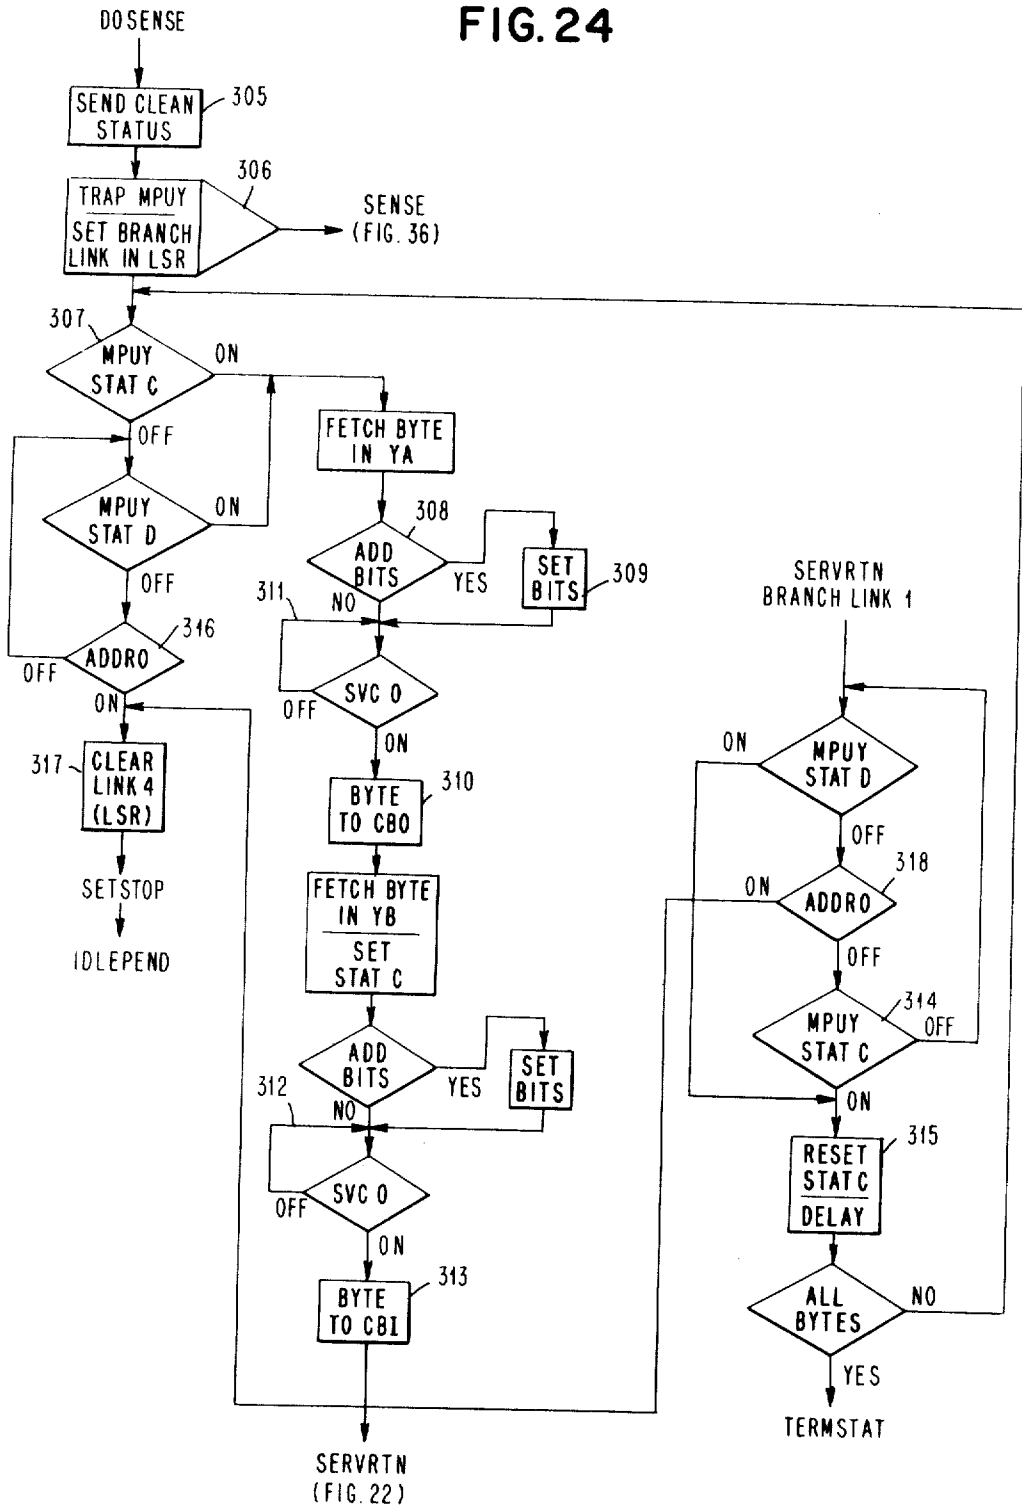 FIG. 24
DOSENSE
SEND CLEAN
STATUS
305
TRAP MPUY
SET BRANCH
LINK IN LSR
306
SENSE
(FIG. 36)
307
MPUY
STAT C
ON
OFF
MPUY
STAT D
ON
OFF
ADDRO
316
OFF
ON
317
CLEAR
LINK 4
(LSR)
SETSTOP
IDLEPEND
FETCH BYTE
IN YA
308
ADD
BITS
YES
NO
SET
BITS
309
311
SVC O
OFF
ON
BYTE
TO CBO
310
FETCH BYTE
IN YB
SET
STAT C
ADD
BITS
YES
NO
SET
BITS
312
SVC O
OFF
ON
BYTE
TO CBI
313
SERVRTN
(FIG. 22)
SERVRTN
BRANCH LINK 1
MPUY
STAT D
ON
OFF
ADDRO
318
ON
OFF
MPUY
STAT C
314
OFF
ON
RESET
STAT C
DELAY
315
ALL
BYTES
NO
YES
TERMSTAT